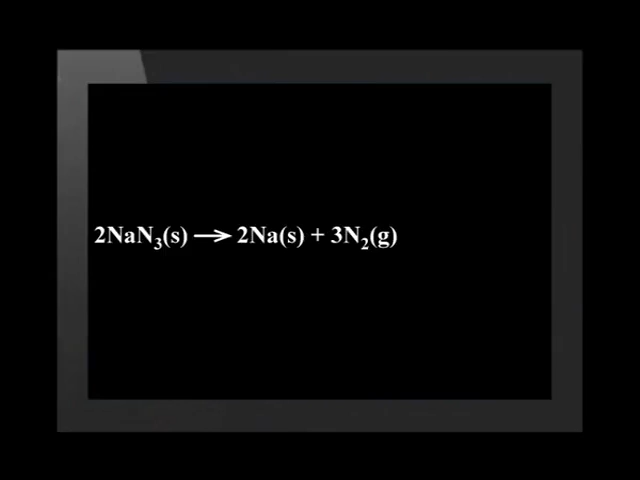 2NaN₃(s) → 2Na(s) + 3N₂(g)